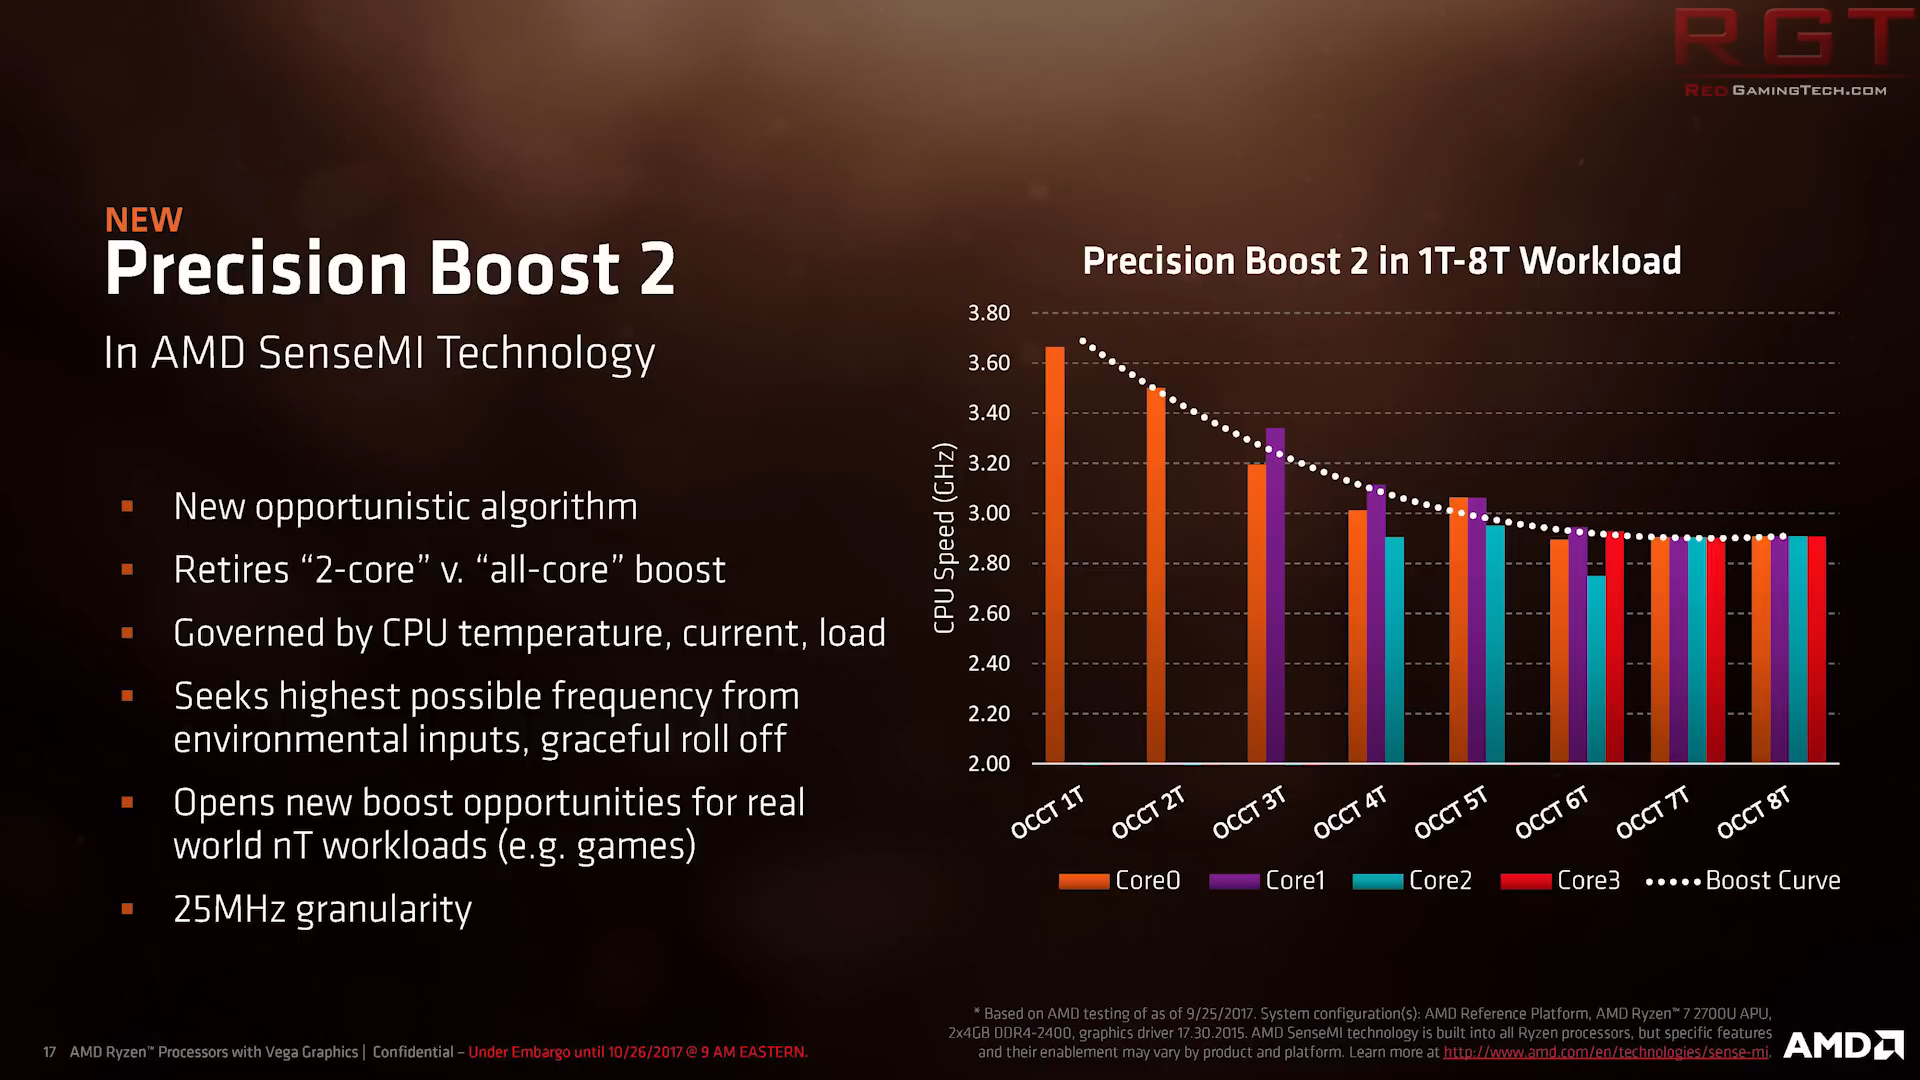 RGT
RedGamingTech.com
NEW
Precision Boost 2
In AMD SenseMI Technology
▪ New opportunistic algorithm
▪ Retires “2-core” v. “all-core” boost
▪ Governed by CPU temperature, current, load
▪ Seeks highest possible frequency from
environmental inputs, graceful roll off
▪ Opens new boost opportunities for real
world nT workloads (e.g. games)
▪ 25MHz granularity
Precision Boost 2 in 1T-8T Workload
CPU Speed (GHz)
3.80
3.60
3.40
3.20
3.00
2.80
2.60
2.40
2.20
2.00
OCCT 1T
OCCT 2T
OCCT 3T
OCCT 4T
OCCT 5T
OCCT 6T
OCCT 7T
OCCT 8T
Core0 Core1 Core2 Core3 Boost Curve
* Based on AMD testing of as of 9/25/2017. System configuration(s): AMD Reference Platform, AMD Ryzen™ 7 2700U APU,
2x4GB DDR4-2400, graphics driver 17.30.2015. AMD SenseMI technology is built into all Ryzen processors, but specific features
and their enablement may vary by product and platform. Learn more at http://www.amd.com/en/technologies/sense-mi.
17 AMD Ryzen™ Processors with Vega Graphics | Confidential – Under Embargo until 10/26/2017 @ 9 AM EASTERN.
AMD